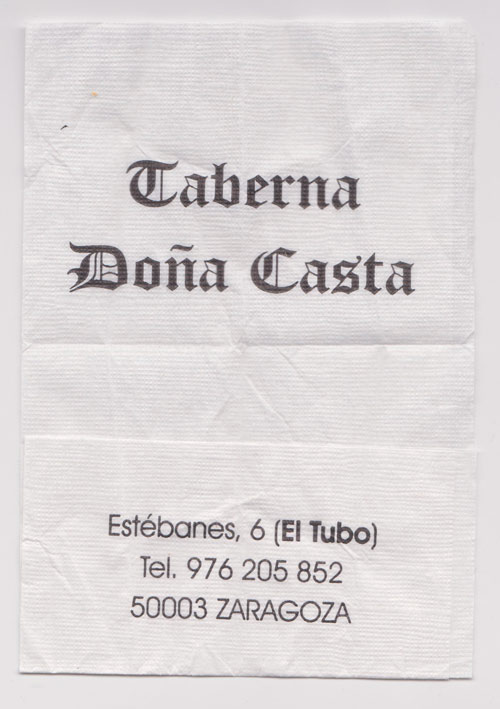 Taberna
Doña Casta
Estébanes, 6 (El Tubo)
Tel. 976 205 852
50003 ZARAGOZA